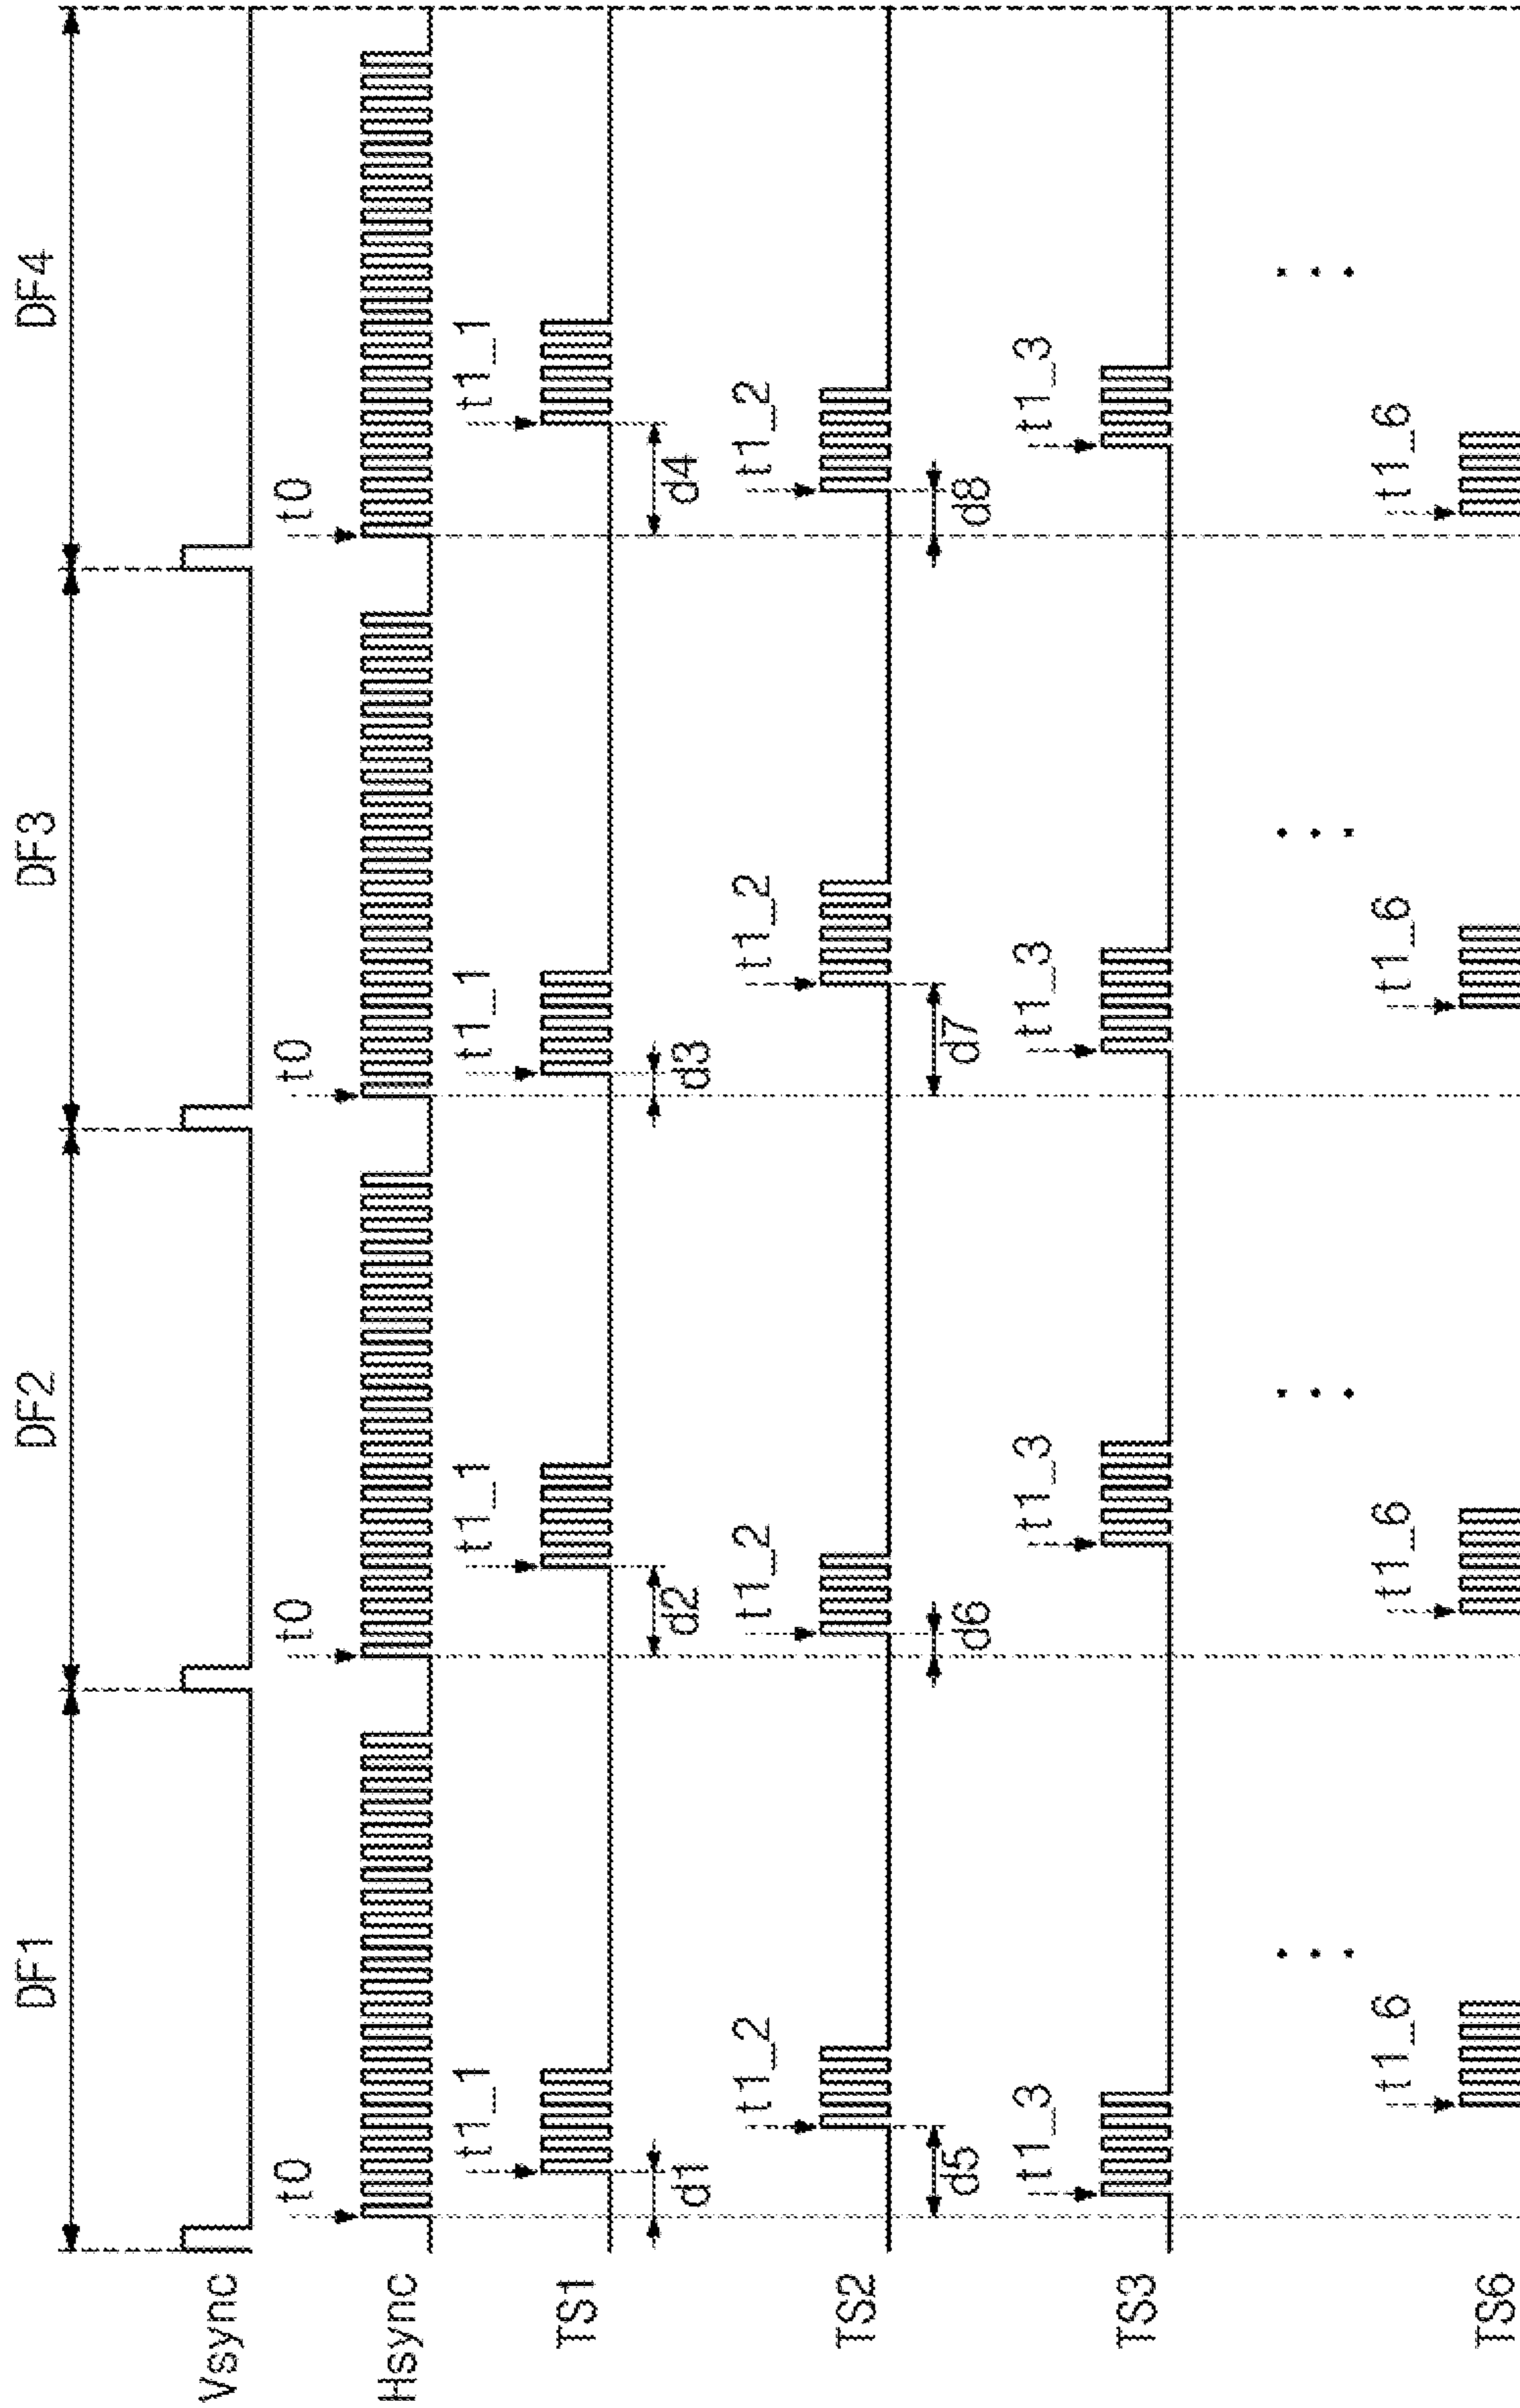 DF1 DF2 DF3 DF4
Vsync
t0 t0 t0 t0
Hsync
t1_1 t1_1 t1_1 t1_1
TS1
d1 d2 d3 d4
t1_2 t1_2 t1_2 t1_2
TS2
d5 d6 d7 d8
t1_3 t1_3 t1_3 t1_3
TS3
t1_6 t1_6 t1_6 t1_6
TS6